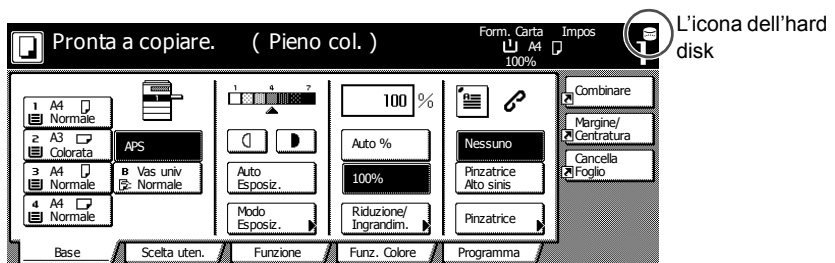 Pronta a copiare. ( Pieno col. )
Form. Carta Impos
A4
100%
1
L'icona dell'hard
disk
1 A4
Normale
2 A3
Colorata
3 A4
Normale
4 A4
Normale
APS
B Vas univ
Normale
1 4 7
Auto
Esposiz.
Modo
Esposiz.
100 %
Auto %
100%
Riduzione/
Ingrandim.
Nessuno
Pinzatrice
Alto sinis
Pinzatrice
Combinare
Margine/
Centratura
Cancella
Foglio
Base
Scelta uten.
Funzione
Funz. Colore
Programma